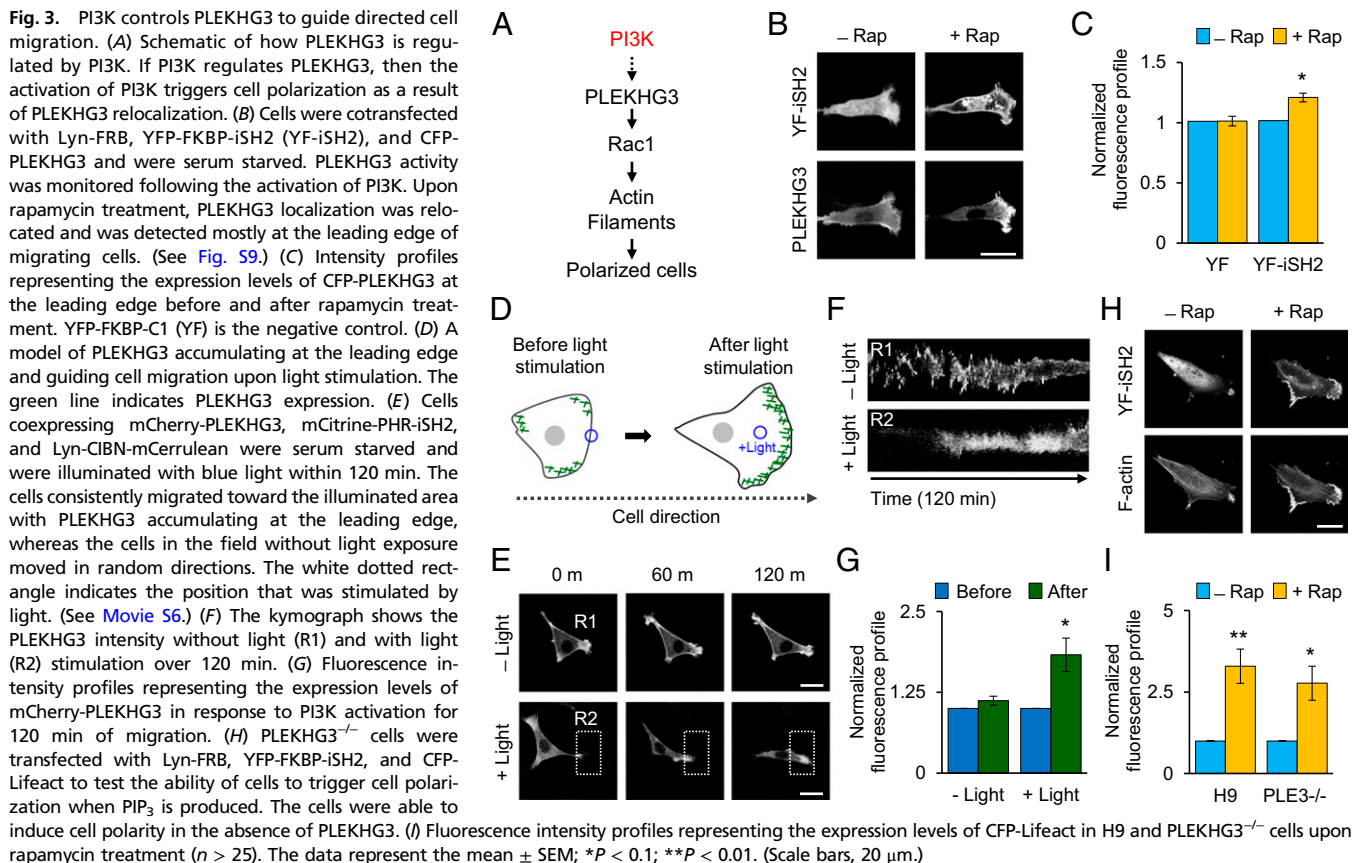 Fig. 3. PI3K controls PLEKHG3 to guide directed cell
migration. (A) Schematic of how PLEKHG3 is regu-
lated by PI3K. If PI3K regulates PLEKHG3, then the
activation of PI3K triggers cell polarization as a result
of PLEKHG3 relocalization. (B) Cells were cotransfected
with Lyn-FRB, YFP-FKBP-iSH2 (YF-iSH2), and CFP-
PLEKHG3 and were serum starved. PLEKHG3 activity
was monitored following the activation of PI3K. Upon
rapamycin treatment, PLEKHG3 localization was relo-
cated and was detected mostly at the leading edge of
migrating cells. (See Fig. S9.) (C) Intensity profiles
representing the expression levels of CFP-PLEKHG3 at
the leading edge before and after rapamycin treat-
ment. YFP-FKBP-C1 (YF) is the negative control. (D) A
model of PLEKHG3 accumulating at the leading edge
and guiding cell migration upon light stimulation. The
green line indicates PLEKHG3 expression. (E) Cells
coexpressing mCherry-PLEKHG3, mCitrine-PHR-iSH2,
and Lyn-CIBN-mCerrulean were serum starved and
were illuminated with blue light within 120 min. The
cells consistently migrated toward the illuminated area
with PLEKHG3 accumulating at the leading edge,
whereas the cells in the field without light exposure
moved in random directions. The white dotted rect-
angle indicates the position that was stimulated by
light. (See Movie S6.) (F) The kymograph shows the
PLEKHG3 intensity without light (R1) and with light
(R2) stimulation over 120 min. (G) Fluorescence in-
tensity profiles representing the expression levels of
mCherry-PLEKHG3 in response to PI3K activation for
120 min of migration. (H) PLEKHG3−/− cells were
transfected with Lyn-FRB, YFP-FKBP-iSH2, and CFP-
Lifeact to test the ability of cells to trigger cell polari-
zation when PIP3 is produced. The cells were able to
induce cell polarity in the absence of PLEKHG3. (I) Fluorescence intensity profiles representing the expression levels of CFP-Lifeact in H9 and PLEKHG3−/− cells upon
rapamycin treatment (n > 25). The data represent the mean ± SEM; *P < 0.1; **P < 0.01. (Scale bars, 20 μm.)
A
PI3K
PLEKHG3
Rac1
Actin
Filaments
Polarized cells
B
– Rap + Rap
YF-iSH2
PLEKHG3
C
– Rap + Rap
Normalized
fluorescence profile
1.5
1
0.5
0
*
YF YF-iSH2
D
Before light
stimulation
After light
stimulation
+Light
Cell direction
F
– Light
R1
+ Light
R2
Time (120 min)
H
– Rap + Rap
YF-iSH2
F-actin
E
0 m 60 m 120 m
– Light
R1
+ Light
R2
G
Before After
Normalized
fluorescence profile
2.5
1.25
0
*
- Light + Light
I
– Rap + Rap
Normalized
fluorescence profile
5
2.5
0
** *
H9 PLE3-/-